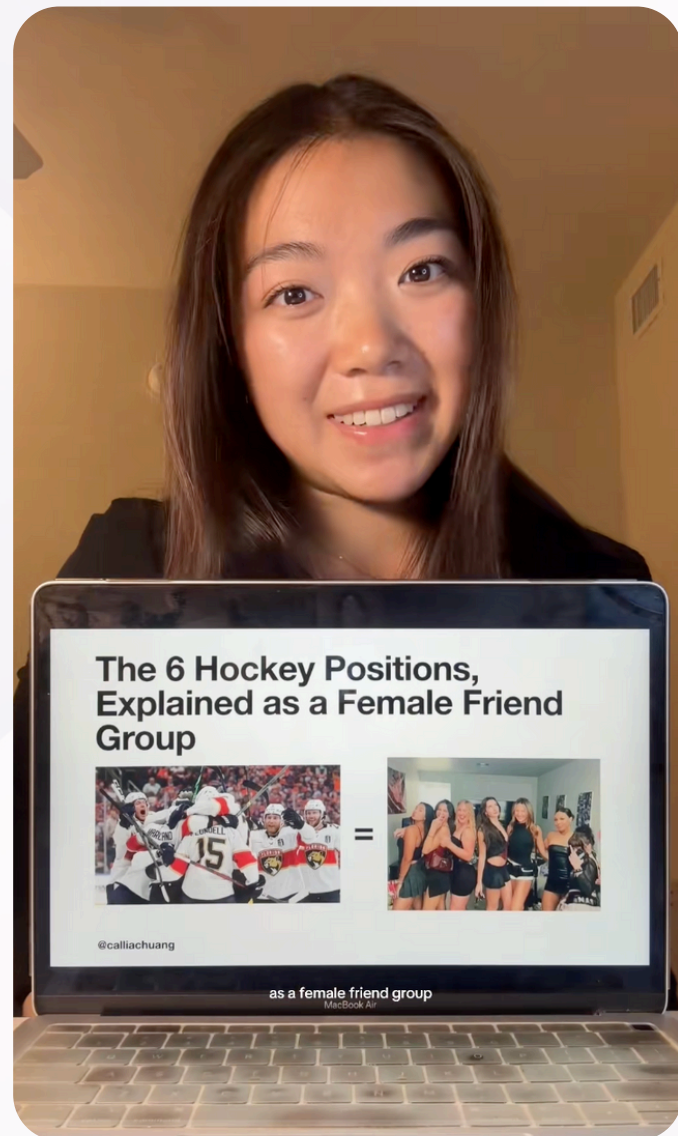 The 6 Hockey Positions,
Explained as a Female Friend
Group
15
=
@calliachuang
as a female friend group
MacBook Air